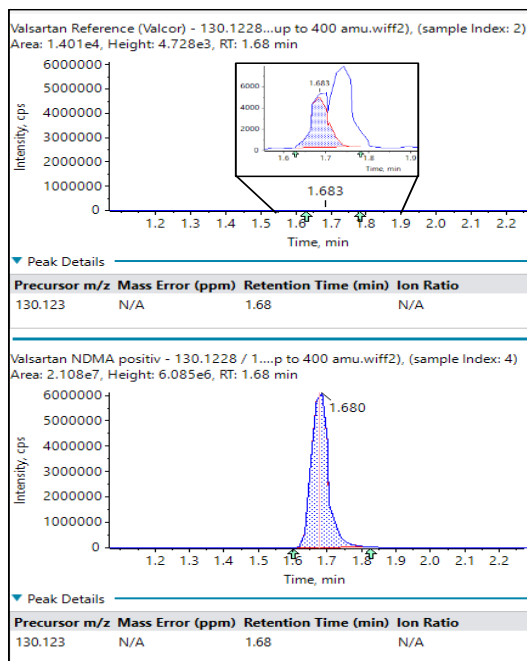 Valsartan Reference (Valcor) - 130.1228...up to 400 amu.wiff2), (sample Index: 2)
Area: 1.401e4, Height: 4.728e3, RT: 1.68 min
Intensity, cps
6000000
5000000
4000000
3000000
2000000
1000000
0
1.683
6000
4000
2000
0
1.6 1.7 1.8 1.9
Time, min
1.683
1.2 1.3 1.4 1.5 1.6 1.7 1.8 1.9 2.0 2.1 2.2
Time, min
Peak Details
Precursor m/z Mass Error (ppm) Retention Time (min) Ion Ratio
130.123 N/A 1.68 N/A
Valsartan NDMA positiv - 130.1228 / 1....p to 400 amu.wiff2), (sample Index: 4)
Area: 2.108e7, Height: 6.085e6, RT: 1.68 min
Intensity, cps
6000000
5000000
4000000
3000000
2000000
1000000
0
1.680
1.2 1.3 1.4 1.5 1.6 1.7 1.8 1.9 2.0 2.1 2.2
Time, min
Peak Details
Precursor m/z Mass Error (ppm) Retention Time (min) Ion Ratio
130.123 N/A 1.68 N/A